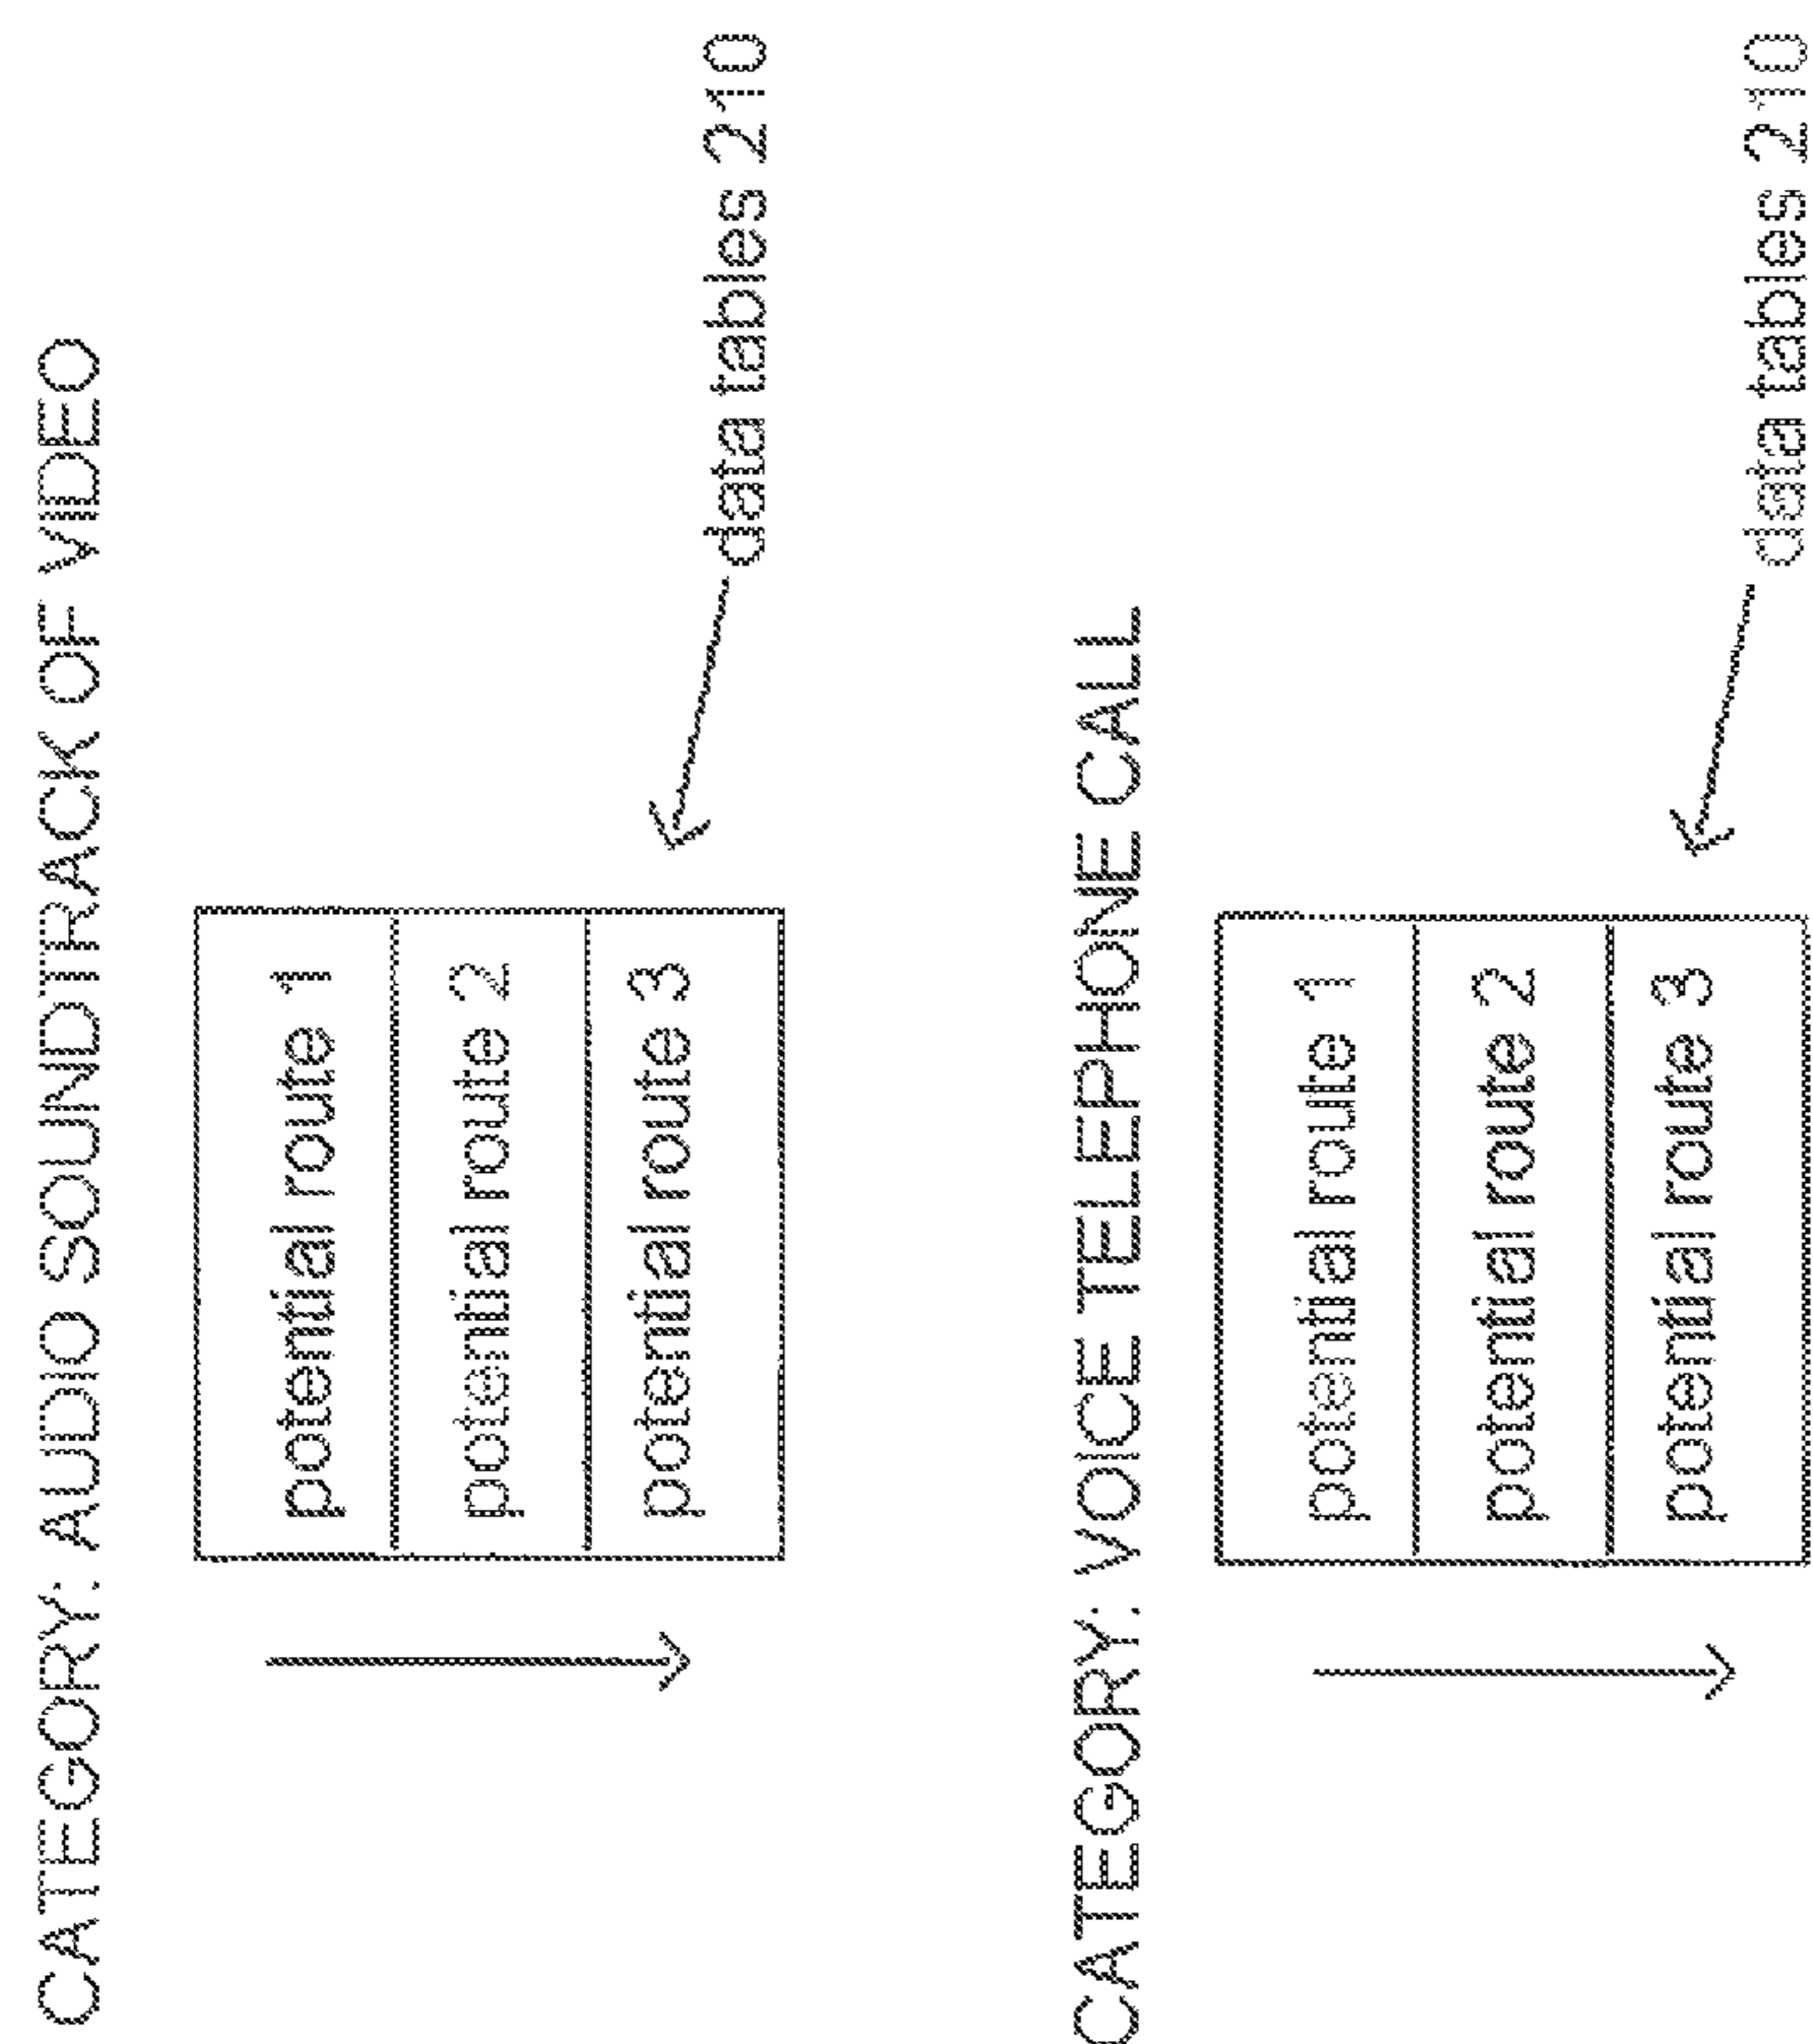 CATEGORY: AUDIO SOUNDTRACK OF VIDEO
potential route 1
potential route 2
potential route 3
data tables 210
CATEGORY: VOICE TELEPHONE CALL
potential route 1
potential route 2
potential route 3
data tables 210